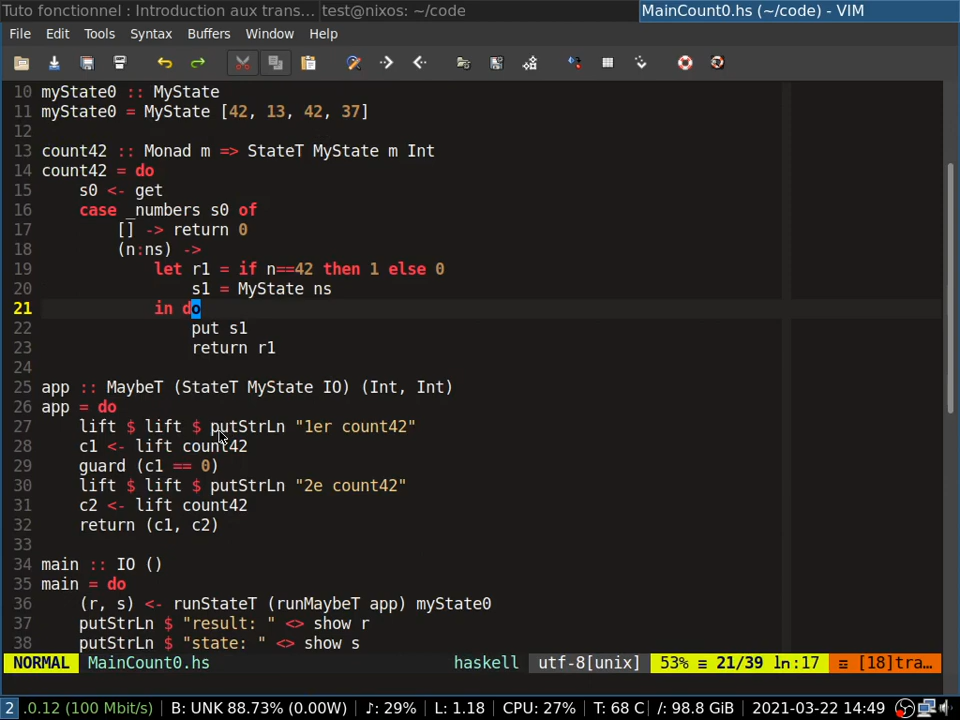 Tuto fonctionnel : Introduction aux trans... test@nixos: ~/code MainCount0.hs (~/code) - VIM
File Edit Tools Syntax Buffers Window Help
10 myState0 :: MyState
11 myState0 = MyState [42, 13, 42, 37]
12
13 count42 :: Monad m => StateT MyState m Int
14 count42 = do
15     s0 <- get
16     case _numbers s0 of
17         [] -> return 0
18         (n:ns) ->
19             let r1 = if n==42 then 1 else 0
20                 s1 = MyState ns
21             in do
22                 put s1
23                 return r1
24
25 app :: MaybeT (StateT MyState IO) (Int, Int)
26 app = do
27     lift $ lift $ putStrLn "1er count42"
28     c1 <- lift count42
29     guard (c1 == 0)
30     lift $ lift $ putStrLn "2e count42"
31     c2 <- lift count42
32     return (c1, c2)
33
34 main :: IO ()
35 main = do
36     (r, s) <- runStateT (runMaybeT app) myState0
37     putStrLn $ "result: " <> show r
38     putStrLn $ "state: " <> show s
NORMAL MainCount0.hs haskell utf-8[unix] 53% ≡ 21/39 ln:17 ☲ [18]tra...
2 .0.12 (100 Mbit/s) B: UNK 88.73% (0.00W) ♪: 29% L: 1.18 CPU: 27% T: 68 C /: 98.8 GiB 2021-03-22 14:49